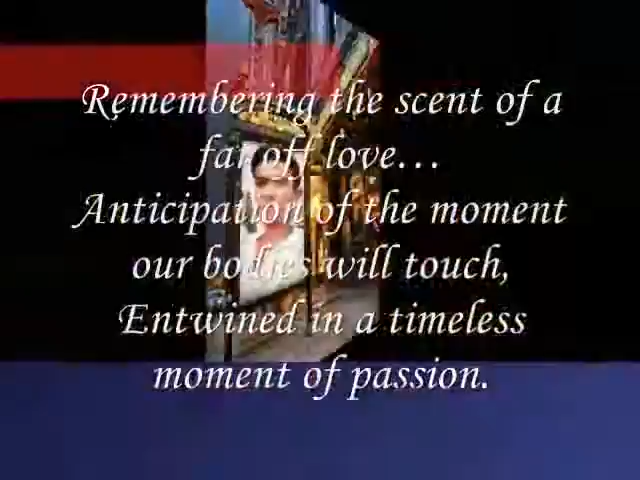 Remembering the scent of a
far off love...
Anticipation of the moment
our bodies will touch,
Entwined in a timeless
moment of passion.